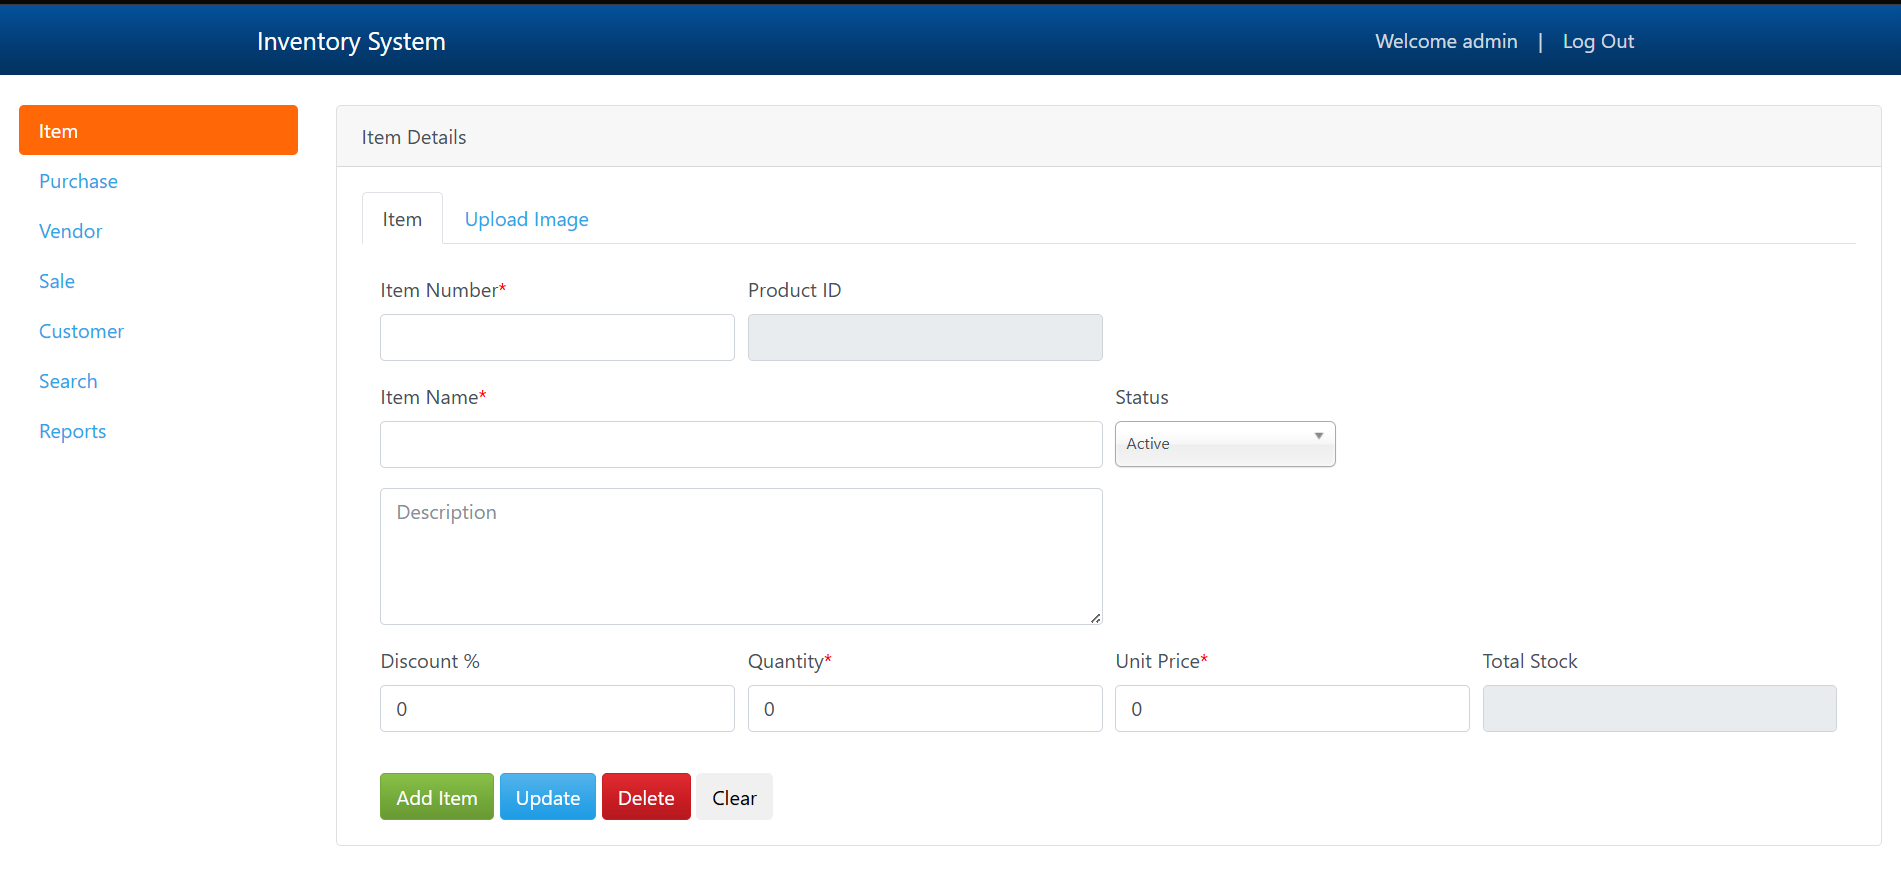 Inventory System
Welcome admin | Log Out
Item
Purchase
Vendor
Sale
Customer
Search
Reports
Item Details
Item Upload Image
Item Number* Product ID
Item Name* Status
Active
Description
Discount % Quantity* Unit Price* Total Stock
0 0 0
Add Item Update Delete Clear